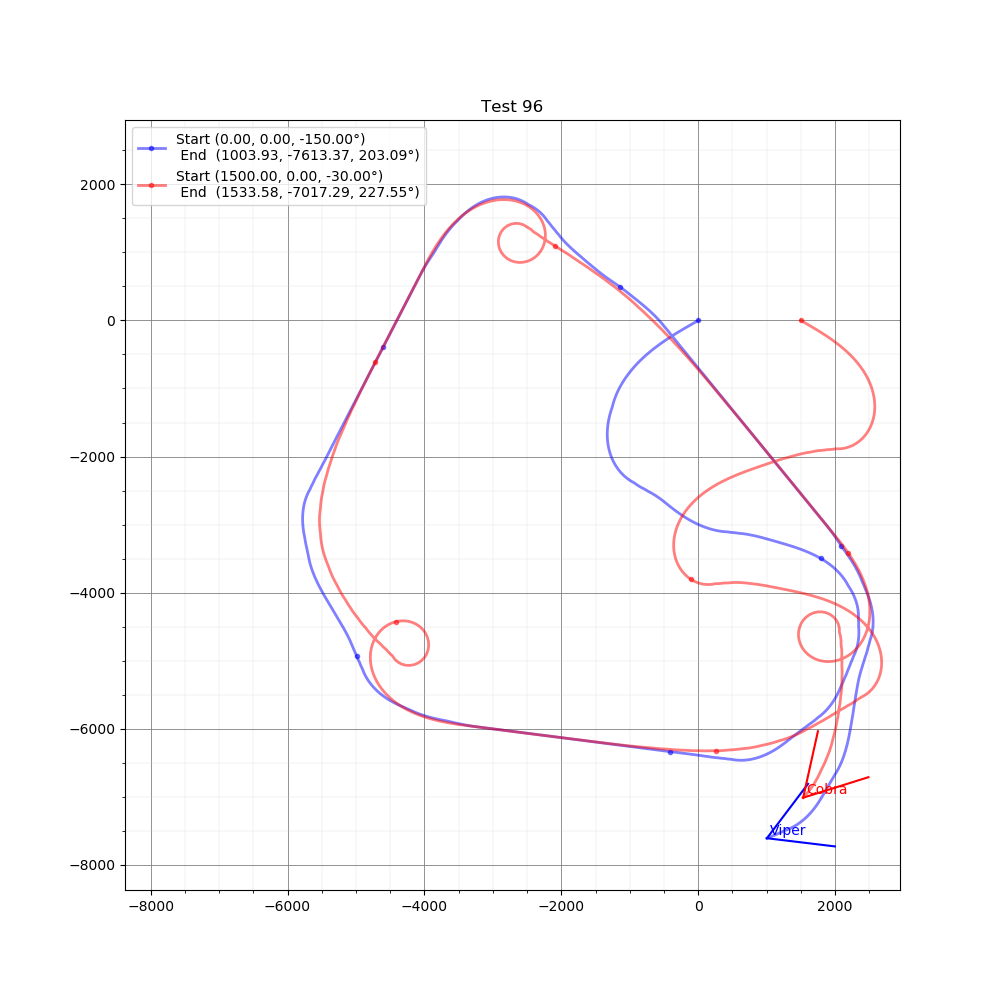 Test 96
Start (0.00, 0.00, -150.00°)
End (1003.93, -7613.37, 203.09°)
Start (1500.00, 0.00, -30.00°)
End (1533.58, -7017.29, 227.55°)
2000
0
−2000
−4000
−6000
−8000
Cobra
Viper
−8000 −6000 −4000 −2000 0 2000